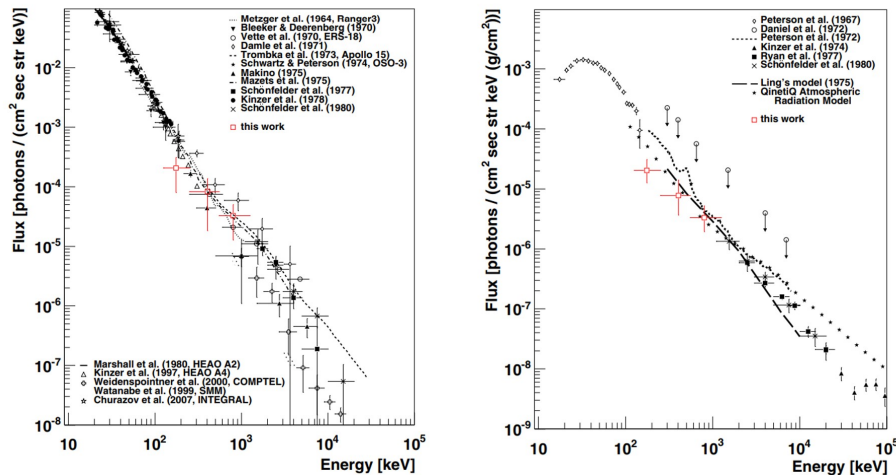 Flux [photons / (cm² sec str keV)]
10⁻²
10⁻³
10⁻⁴
10⁻⁵
10⁻⁶
10⁻⁷
10⁻⁸
Metzger et al. (1964, Ranger3)
Bleeker & Deerenberg (1970)
Vette et al. (1970, ERS-18)
Damle et al. (1971)
Trombka et al. (1973, Apollo 15)
Schwartz & Peterson (1974, OSO-3)
Makino (1975)
Mazets et al. (1975)
Schönfelder et al. (1977)
Kinzer et al. (1978)
Schönfelder et al. (1980)
this work
Marshall et al. (1980, HEAO A2)
Kinzer et al. (1997, HEAO A4)
Weidenspointner et al. (2000, COMPTEL)
Watanabe et al. (1999, SMM)
Churazov et al. (2007, INTEGRAL)
10 10² 10³ 10⁴ 10⁵
Energy [keV]
Flux [photons / (cm² sec str keV (g/cm²))]
10⁻³
10⁻⁴
10⁻⁵
10⁻⁶
10⁻⁷
10⁻⁸
10⁻⁹
Peterson et al. (1967)
Daniel et al. (1972)
Peterson et al. (1972)
Kinzer et al. (1974)
Ryan et al. (1977)
Schönfelder et al. (1980)
Ling's model (1975)
QinetiQ Atmospheric
Radiation Model
this work
10 10² 10³ 10⁴ 10⁵
Energy [keV]